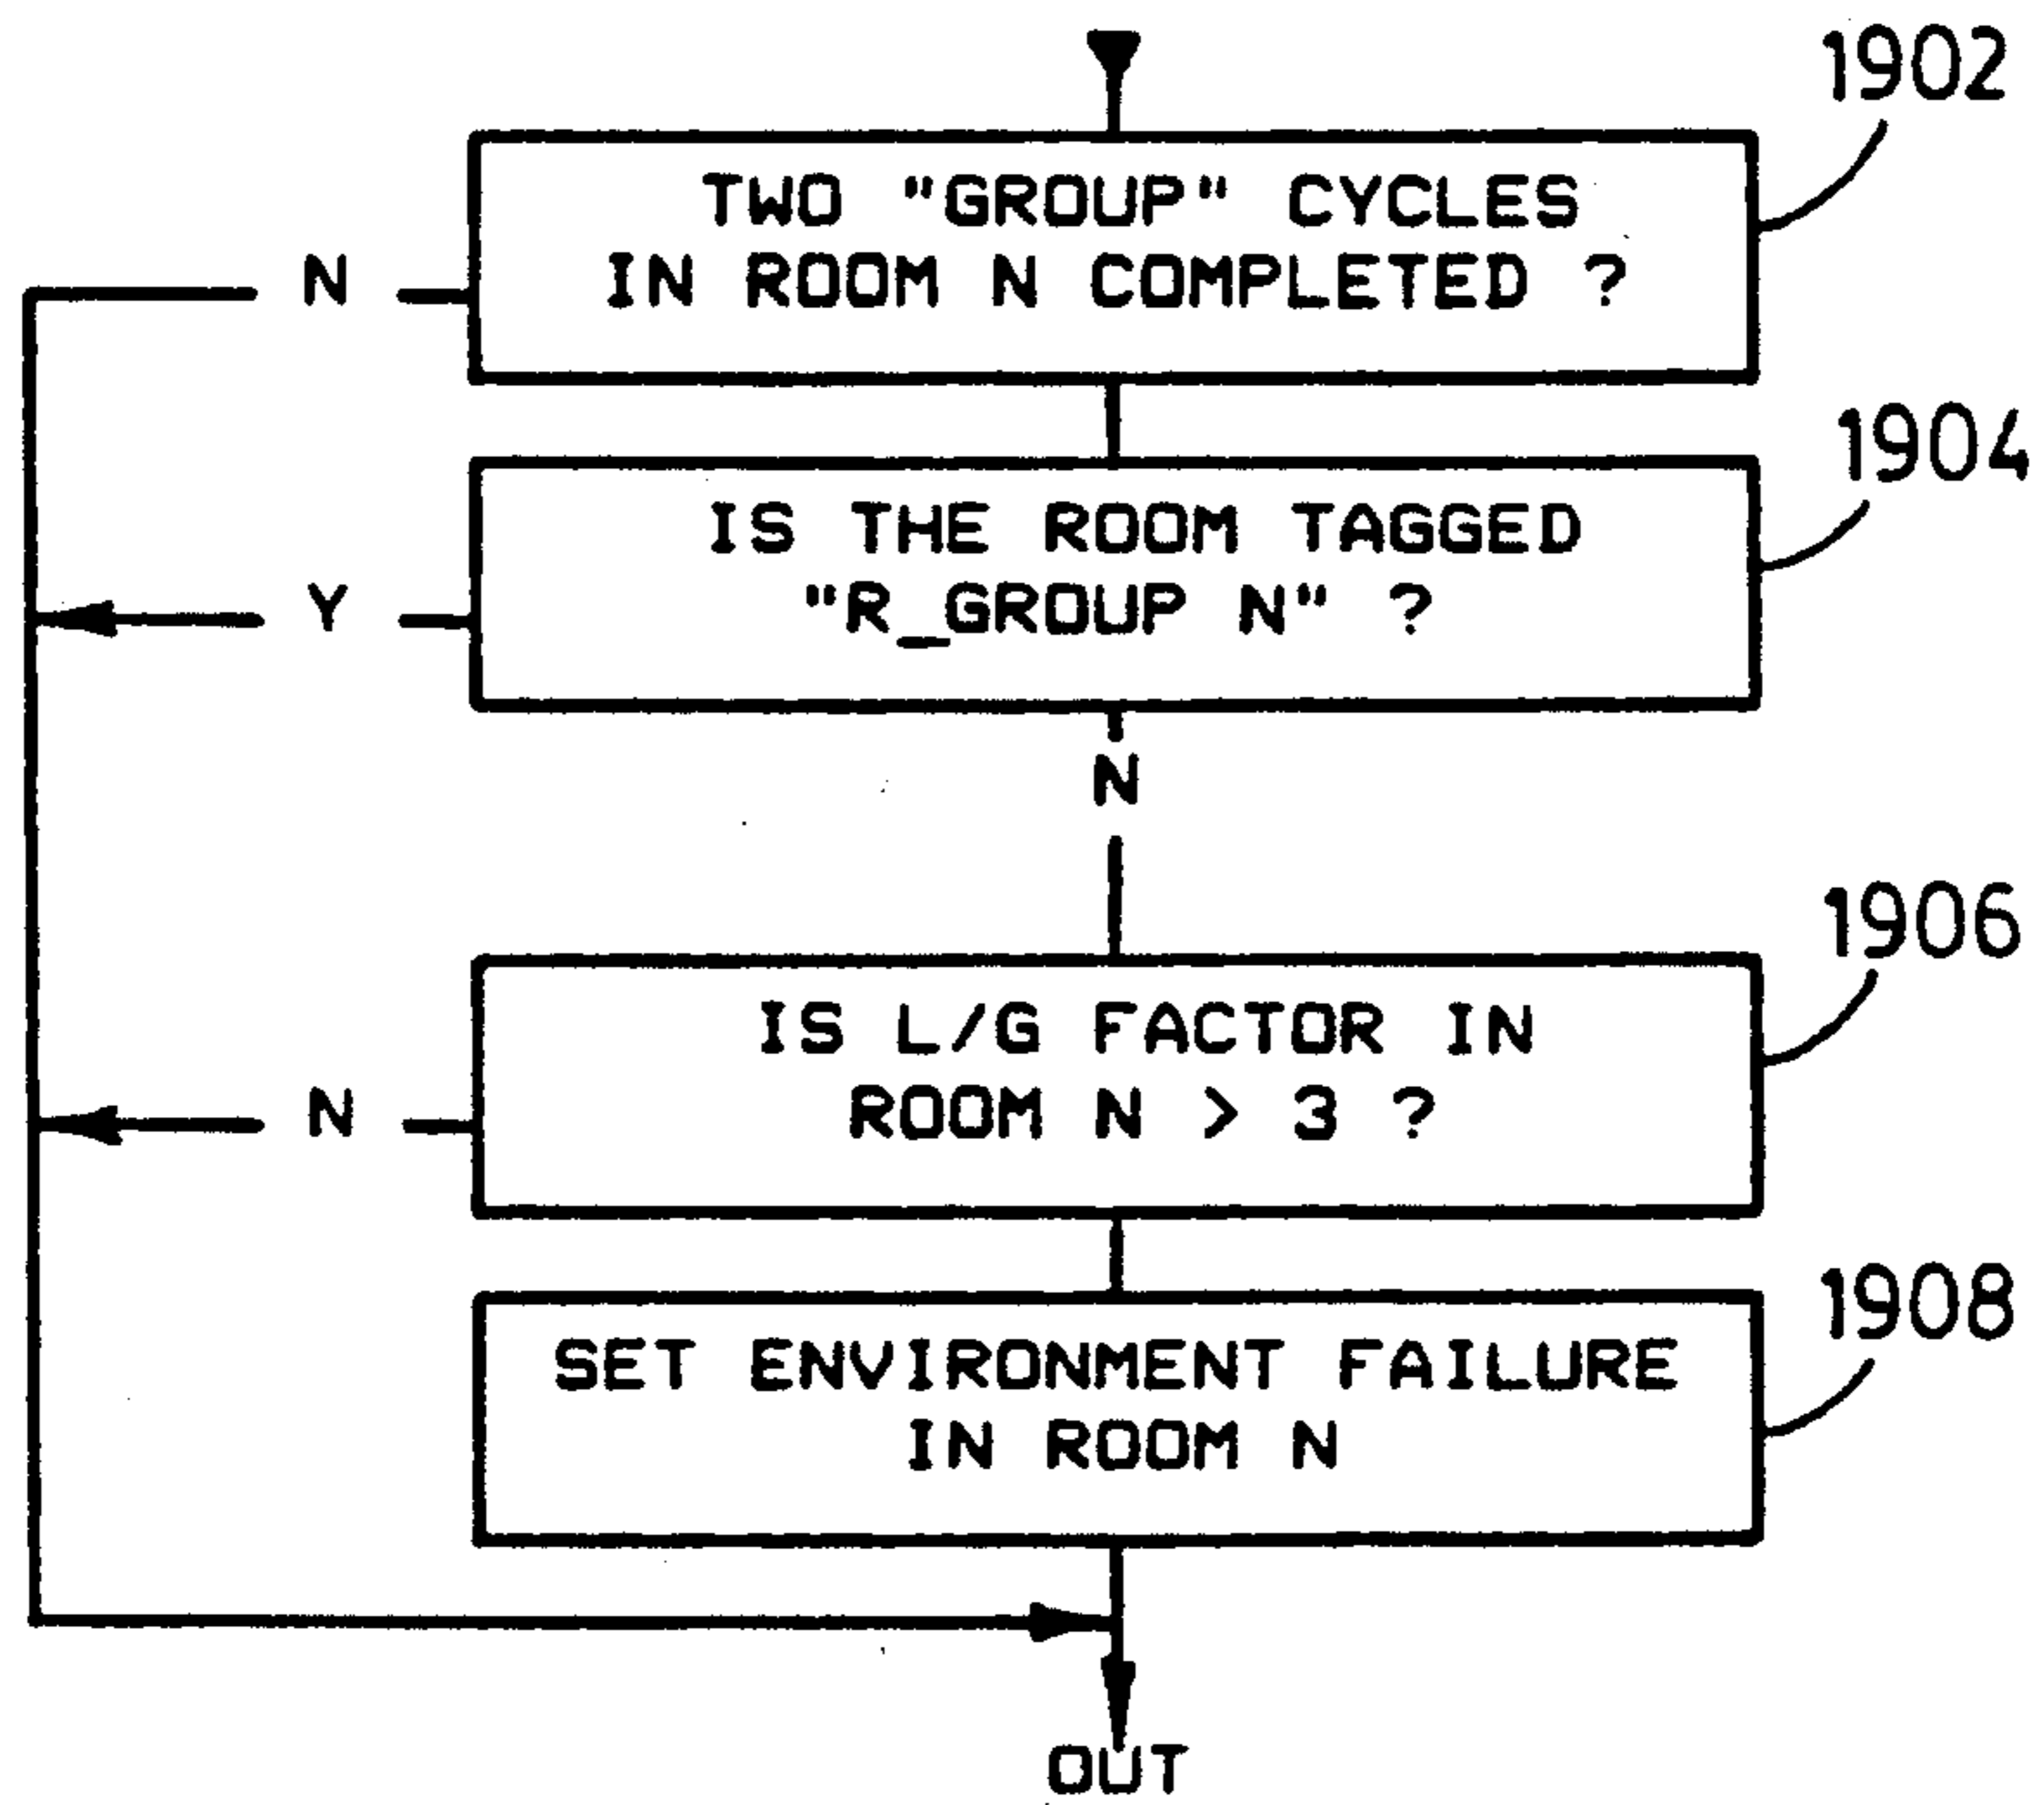 1902
TWO "GROUP" CYCLES
IN ROOM N COMPLETED ?
N
1904
IS THE ROOM TAGGED
"R_GROUP N" ?
Y
N
1906
IS L/G FACTOR IN
ROOM N > 3 ?
N
1908
SET ENVIRONMENT FAILURE
IN ROOM N
OUT